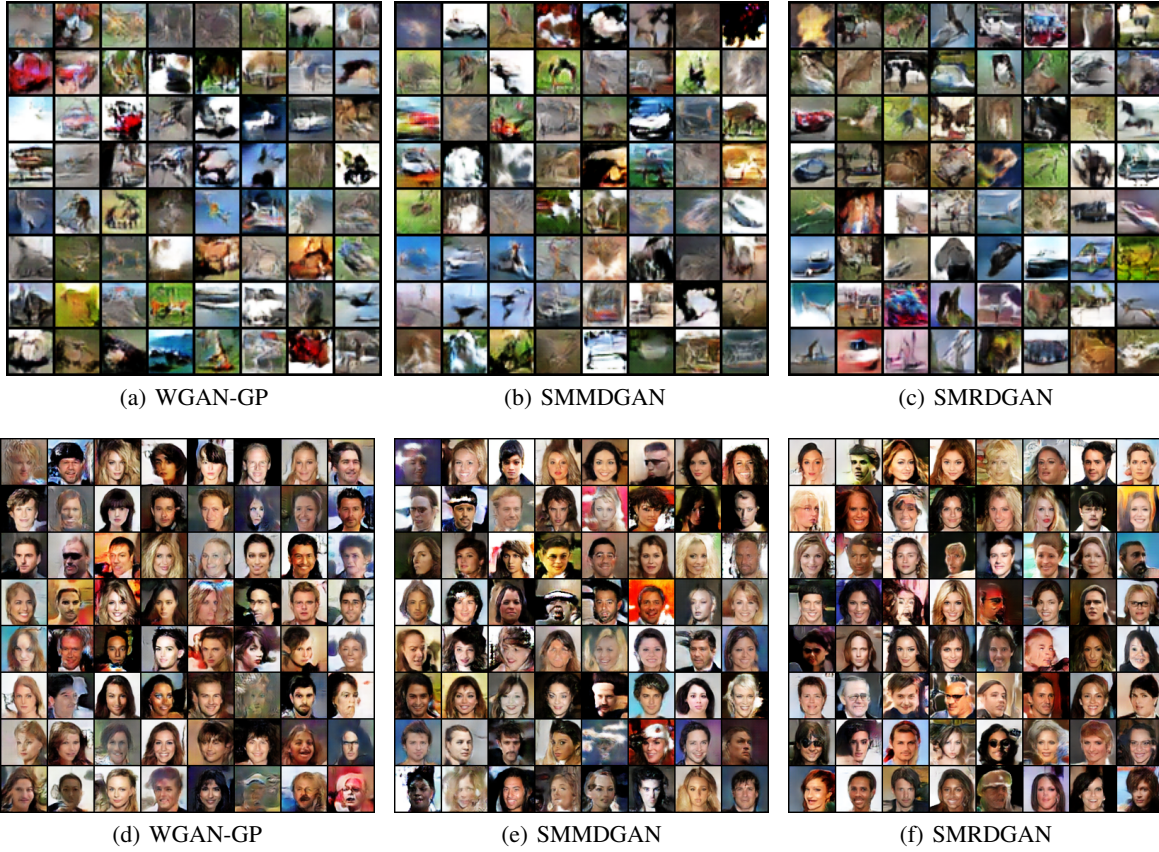 (a) WGAN-GP
(b) SMMDGAN
(c) SMRDGAN
(d) WGAN-GP
(e) SMMDGAN
(f) SMRDGAN